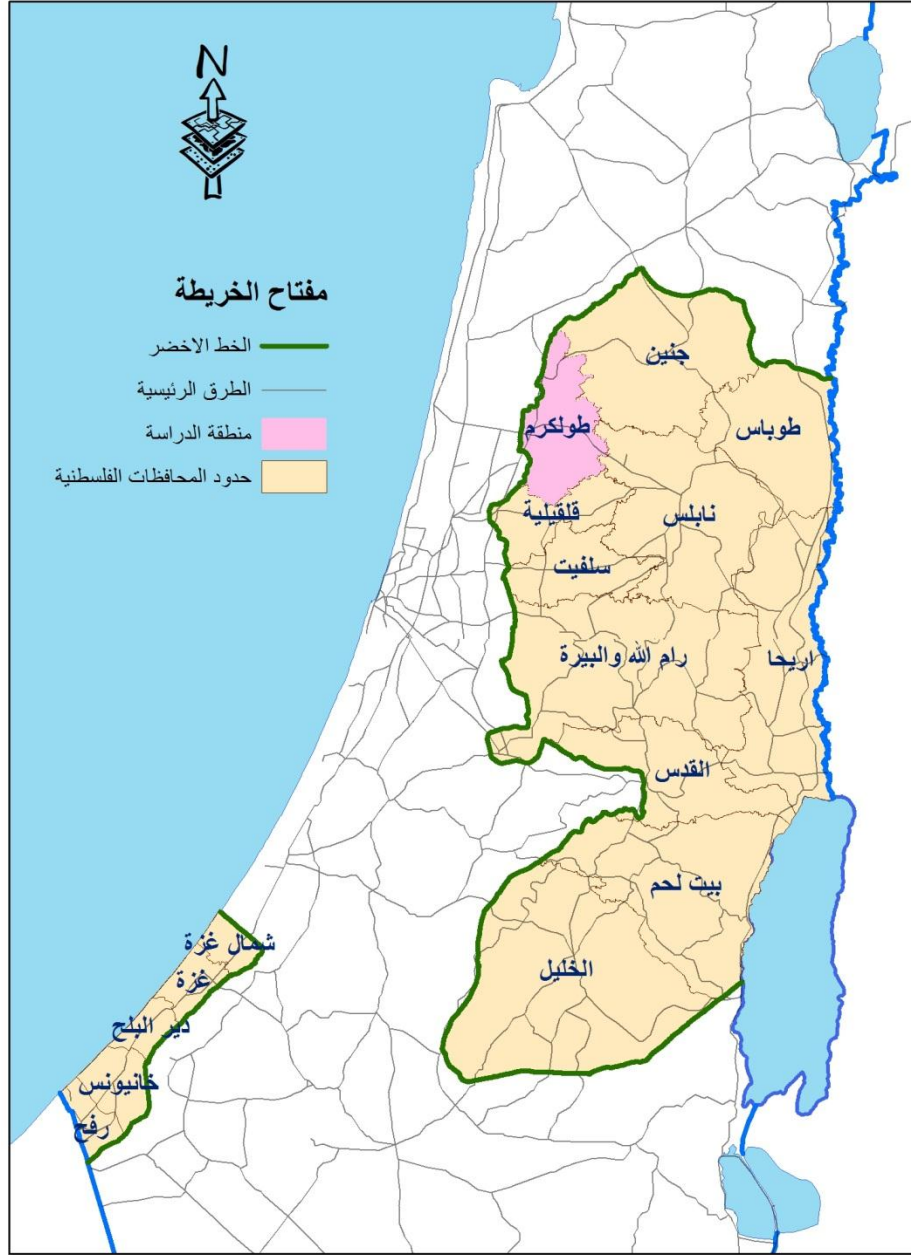 N
مفتاح الخريطة
الخط الاخضر
الطرق الرئيسية
منطقة الدراسة
حدود المحافظات الفلسطنية
جنين
طولكرم
طوباس
قلقيلية
نابلس
سلفيت
رام الله والبيرة
اريحا
القدس
بيت لحم
الخليل
شمال غزة
غزة
دير البلح
خانيونس
رفح